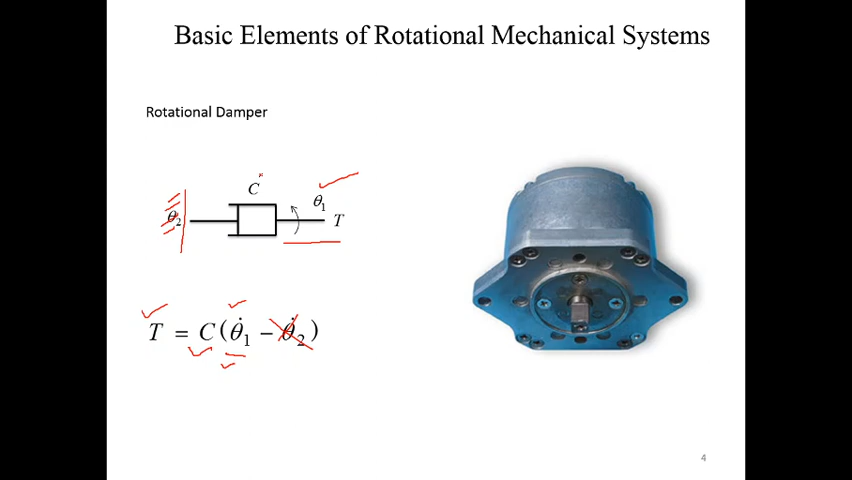 Basic Elements of Rotational Mechanical Systems
Rotational Damper
C
θ₁
θ₂
T
T = C(θ̇₁ − θ̇₂)
4